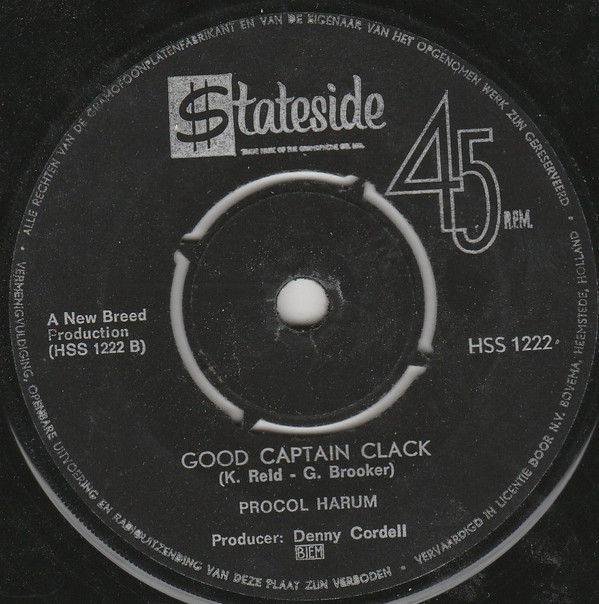 ALLE RECHTEN VAN DE GRAMOFOONPLATENFABRIKANT EN VAN DE EIGENAAR VAN HET OPGENOMEN WERK ZIJN GERESERVEERD
$tateside
TRADE MARK OF THE GRAMOPHONE CO. LTD.
45
R.P.M.
A New Breed
Production
(HSS 1222 B)
HSS 1222
GOOD CAPTAIN CLACK
(K. Reid - G. Brooker)
PROCOL HARUM
Producer: Denny Cordell
BIEM
VERMENIGVULDIGING, OPENBARE UITVOERING EN RADIOUITZENDING VAN DEZE PLAAT ZIJN VERBODEN • VERVAARDIGD IN LICENTIE DOOR N.V. BOVEMA, HEEMSTEDE, HOLLAND